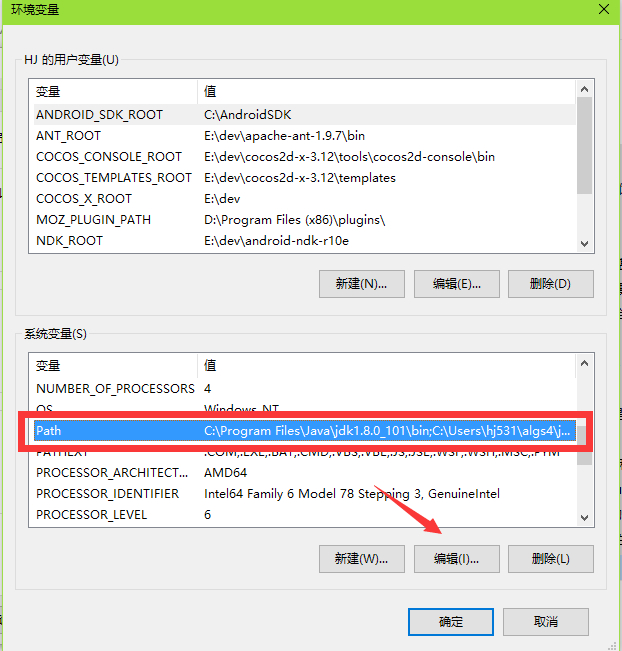 环境变量
HJ 的用户变量(U)
变量 值
ANDROID_SDK_ROOT C:\AndroidSDK
ANT_ROOT E:\dev\apache-ant-1.9.7\bin
COCOS_CONSOLE_ROOT E:\dev\cocos2d-x-3.12\tools\cocos2d-console\bin
COCOS_TEMPLATES_ROOT E:\dev\cocos2d-x-3.12\templates
COCOS_X_ROOT E:\dev
MOZ_PLUGIN_PATH D:\Program Files (x86)\plugins\
NDK_ROOT E:\dev\android-ndk-r10e
新建(N)... 编辑(E)... 删除(D)
系统变量(S)
变量 值
NUMBER_OF_PROCESSORS 4
OS Windows_NT
Path C:\Program Files\Java\jdk1.8.0_101\bin;C:\Users\hj531\algs4\j...
PATHEXT .COM;.EXE;.BAT;.CMD;.VBS;.VBE;.JS;.JSE;.WSF;.WSH;.MSC;.PYM
PROCESSOR_ARCHITECT... AMD64
PROCESSOR_IDENTIFIER Intel64 Family 6 Model 78 Stepping 3, GenuineIntel
PROCESSOR_LEVEL 6
新建(W)... 编辑(I)... 删除(L)
确定 取消